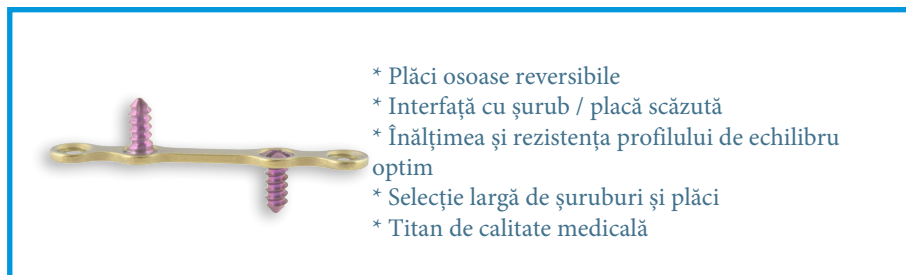 * Plăci osoase reversibile
* Interfață cu șurub / placă scăzută
* Înălțimea și rezistența profilului de echilibru
optim
* Selecție largă de șuruburi și plăci
* Titan de calitate medicală